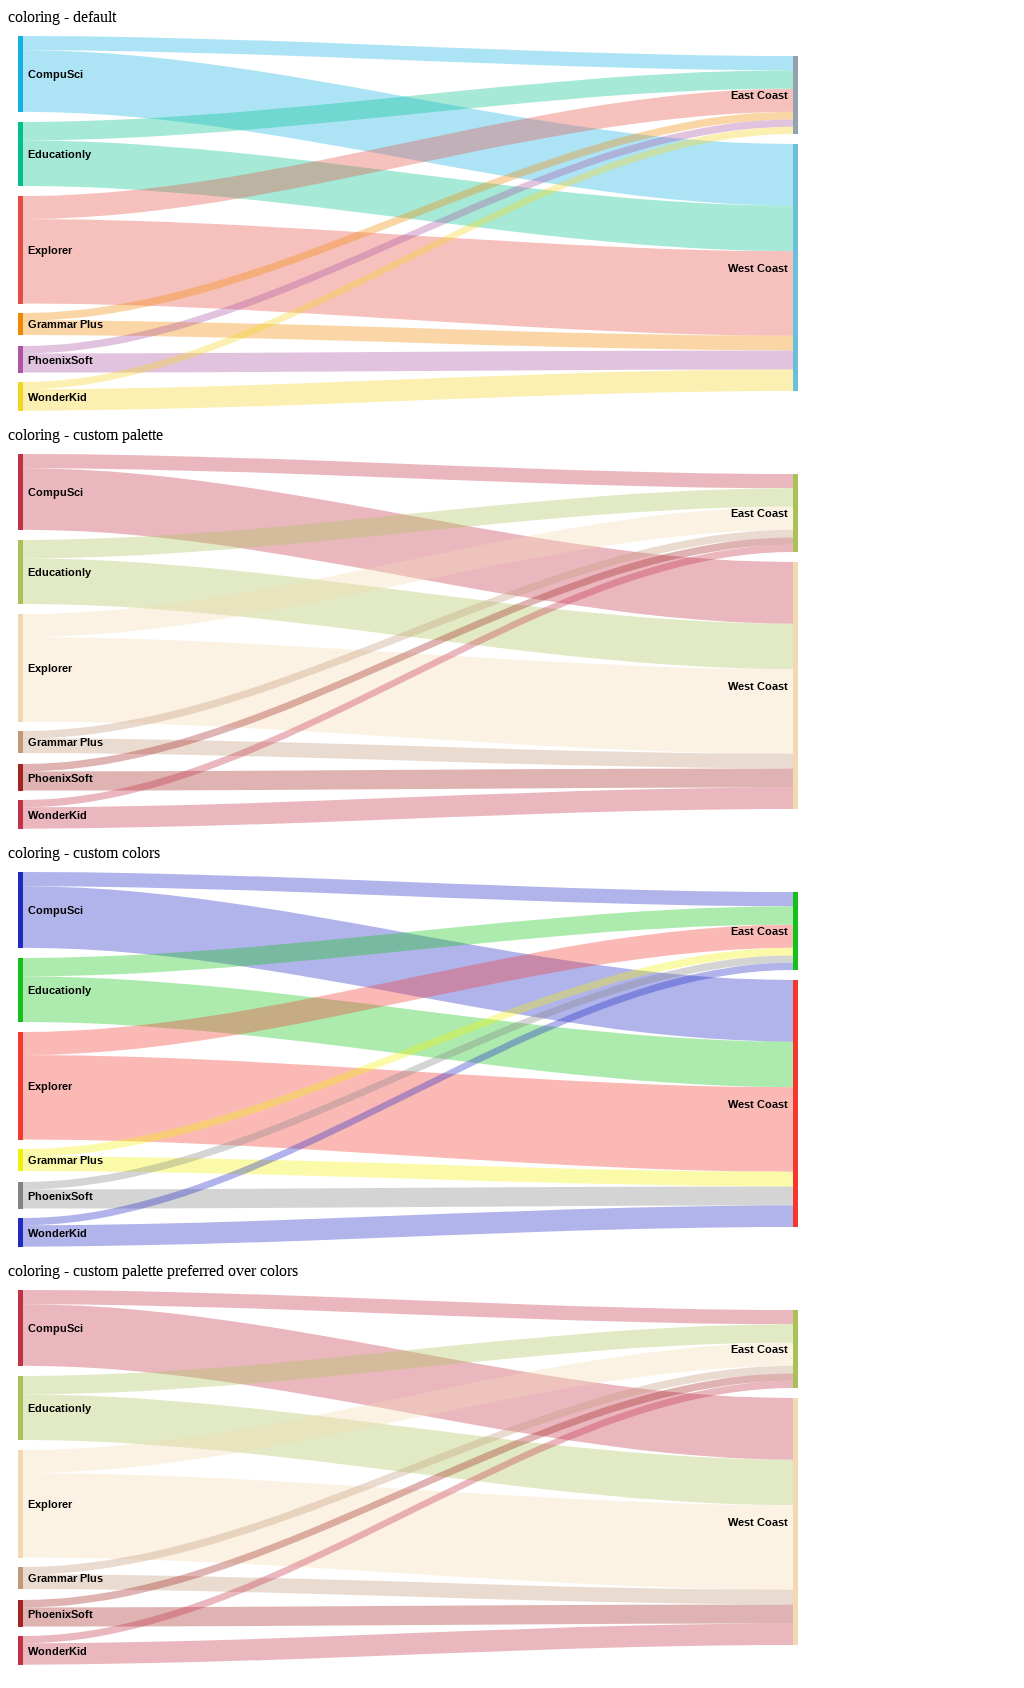 coloring - default
CompuSci
East Coast
Educationly
Explorer
West Coast
Grammar Plus
PhoenixSoft
WonderKid
coloring - custom palette
CompuSci
East Coast
Educationly
Explorer
West Coast
Grammar Plus
PhoenixSoft
WonderKid
coloring - custom colors
CompuSci
East Coast
Educationly
Explorer
West Coast
Grammar Plus
PhoenixSoft
WonderKid
coloring - custom palette preferred over colors
CompuSci
East Coast
Educationly
Explorer
West Coast
Grammar Plus
PhoenixSoft
WonderKid